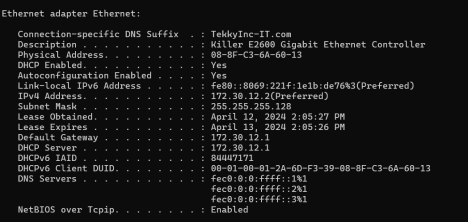 Ethernet adapter Ethernet:
Connection-specific DNS Suffix . : TekkyInc-IT.com
Description . . . . . . . . . . . : Killer E2600 Gigabit Ethernet Controller
Physical Address. . . . . . . . . : 08-8F-C3-6A-60-13
DHCP Enabled. . . . . . . . . . . : Yes
Autoconfiguration Enabled . . . . : Yes
Link-local IPv6 Address . . . . . : fe80::8069:221f:1e1b:de76%3(Preferred)
IPv4 Address. . . . . . . . . . . : 172.30.12.2(Preferred)
Subnet Mask . . . . . . . . . . . : 255.255.255.128
Lease Obtained. . . . . . . . . . : April 12, 2024 2:05:27 PM
Lease Expires . . . . . . . . . . : April 13, 2024 2:05:26 PM
Default Gateway . . . . . . . . . : 172.30.12.1
DHCP Server . . . . . . . . . . . : 172.30.12.1
DHCPv6 IAID . . . . . . . . . . . : 84447171
DHCPv6 Client DUID. . . . . . . . : 00-01-00-01-2A-6D-F3-39-08-8F-C3-6A-60-13
DNS Servers . . . . . . . . . . . : fec0:0:0:ffff::1%1
fec0:0:0:ffff::2%1
fec0:0:0:ffff::3%1
NetBIOS over Tcpip. . . . . . . . : Enabled